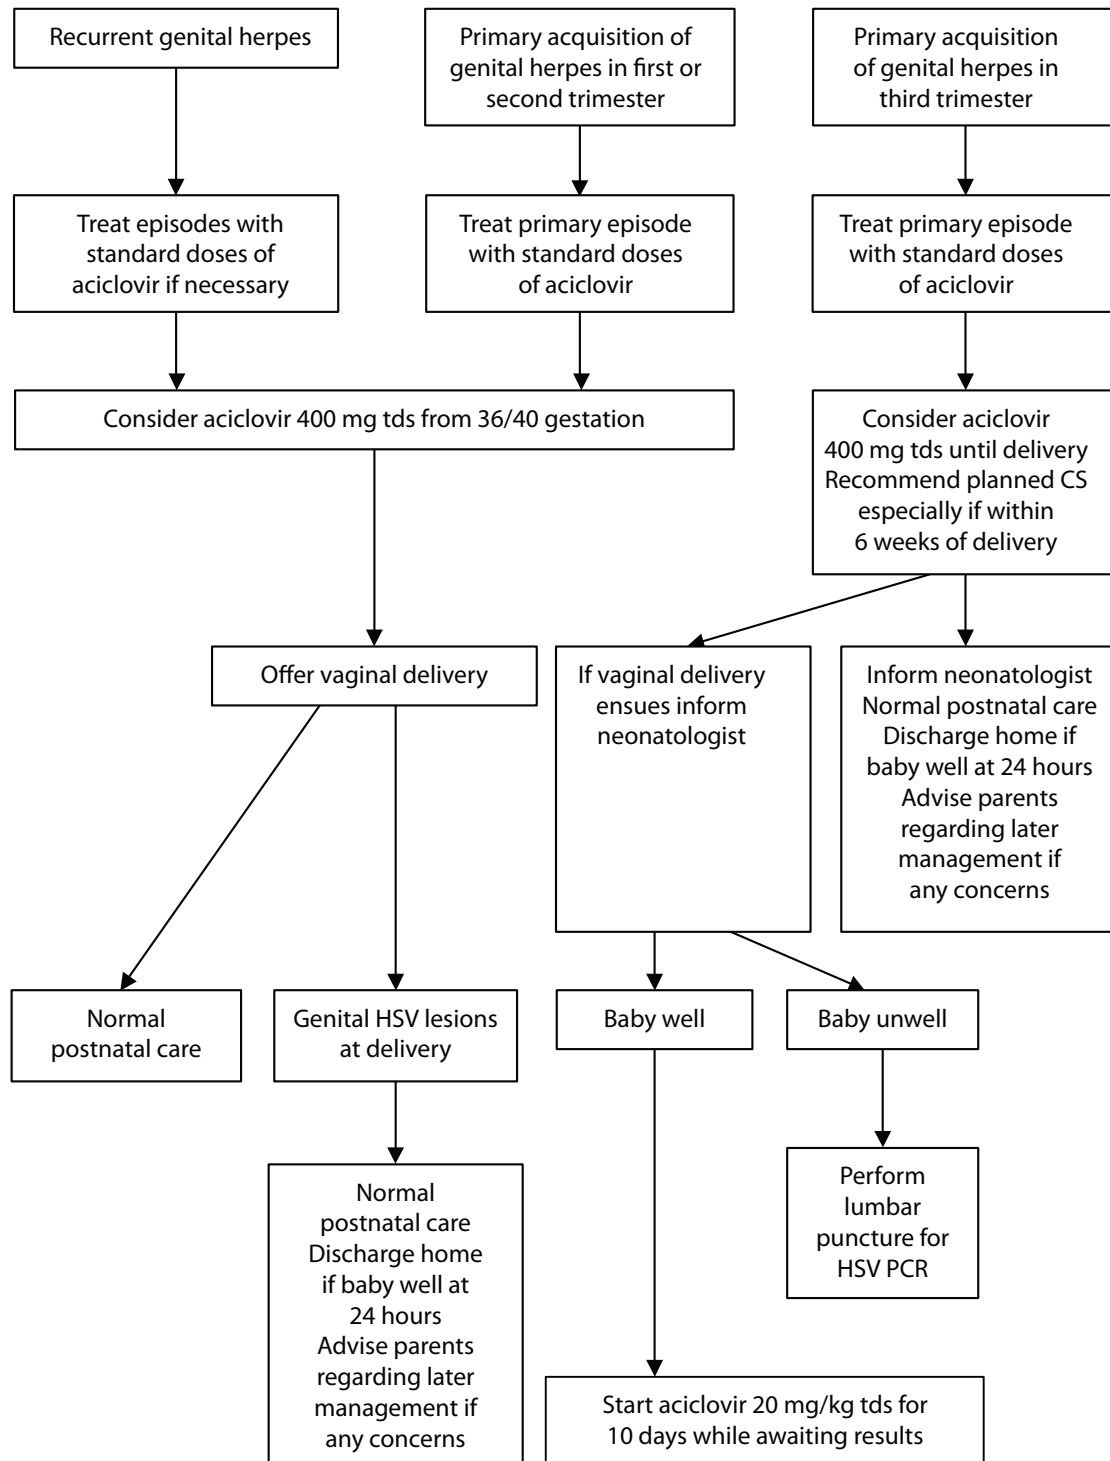 Recurrent genital herpes
Primary acquisition of
genital herpes in first or
second trimester
Primary acquisition
of genital herpes in
third trimester
Treat episodes with
standard doses of
aciclovir if necessary
Treat primary episode
with standard doses
of aciclovir
Treat primary episode
with standard doses
of aciclovir
Consider aciclovir 400 mg tds from 36/40 gestation
Consider aciclovir
400 mg tds until delivery
Recommend planned CS
especially if within
6 weeks of delivery
Offer vaginal delivery
If vaginal delivery
ensues inform
neonatologist
Inform neonatologist
Normal postnatal care
Discharge home if
baby well at 24 hours
Advise parents
regarding later
management if
any concerns
Normal
postnatal care
Genital HSV lesions
at delivery
Baby well
Baby unwell
Normal
postnatal care
Discharge home
if baby well at
24 hours
Advise parents
regarding later
management if
any concerns
Perform
lumbar
puncture for
HSV PCR
Start aciclovir 20 mg/kg tds for
10 days while awaiting results